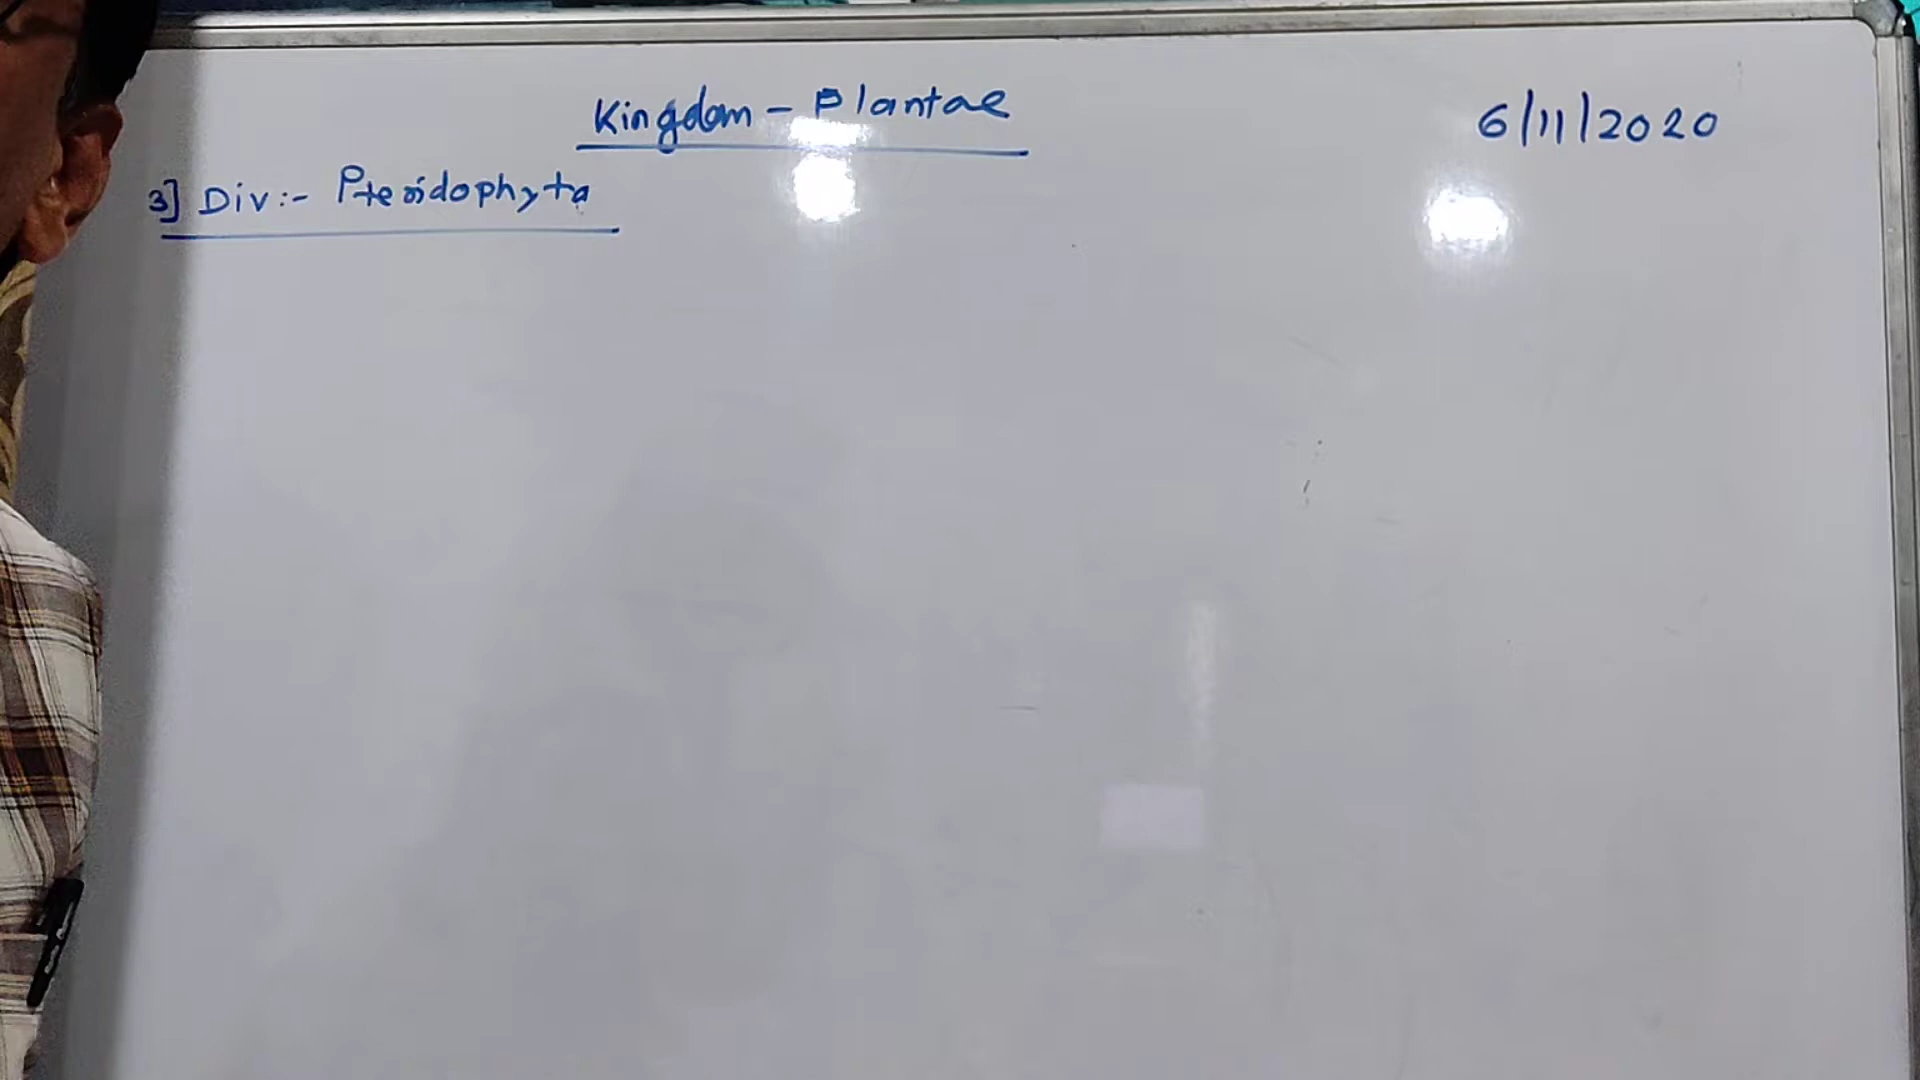 Kingdom - Plantae
6/11/2020
3] Div:- Pteridophyta